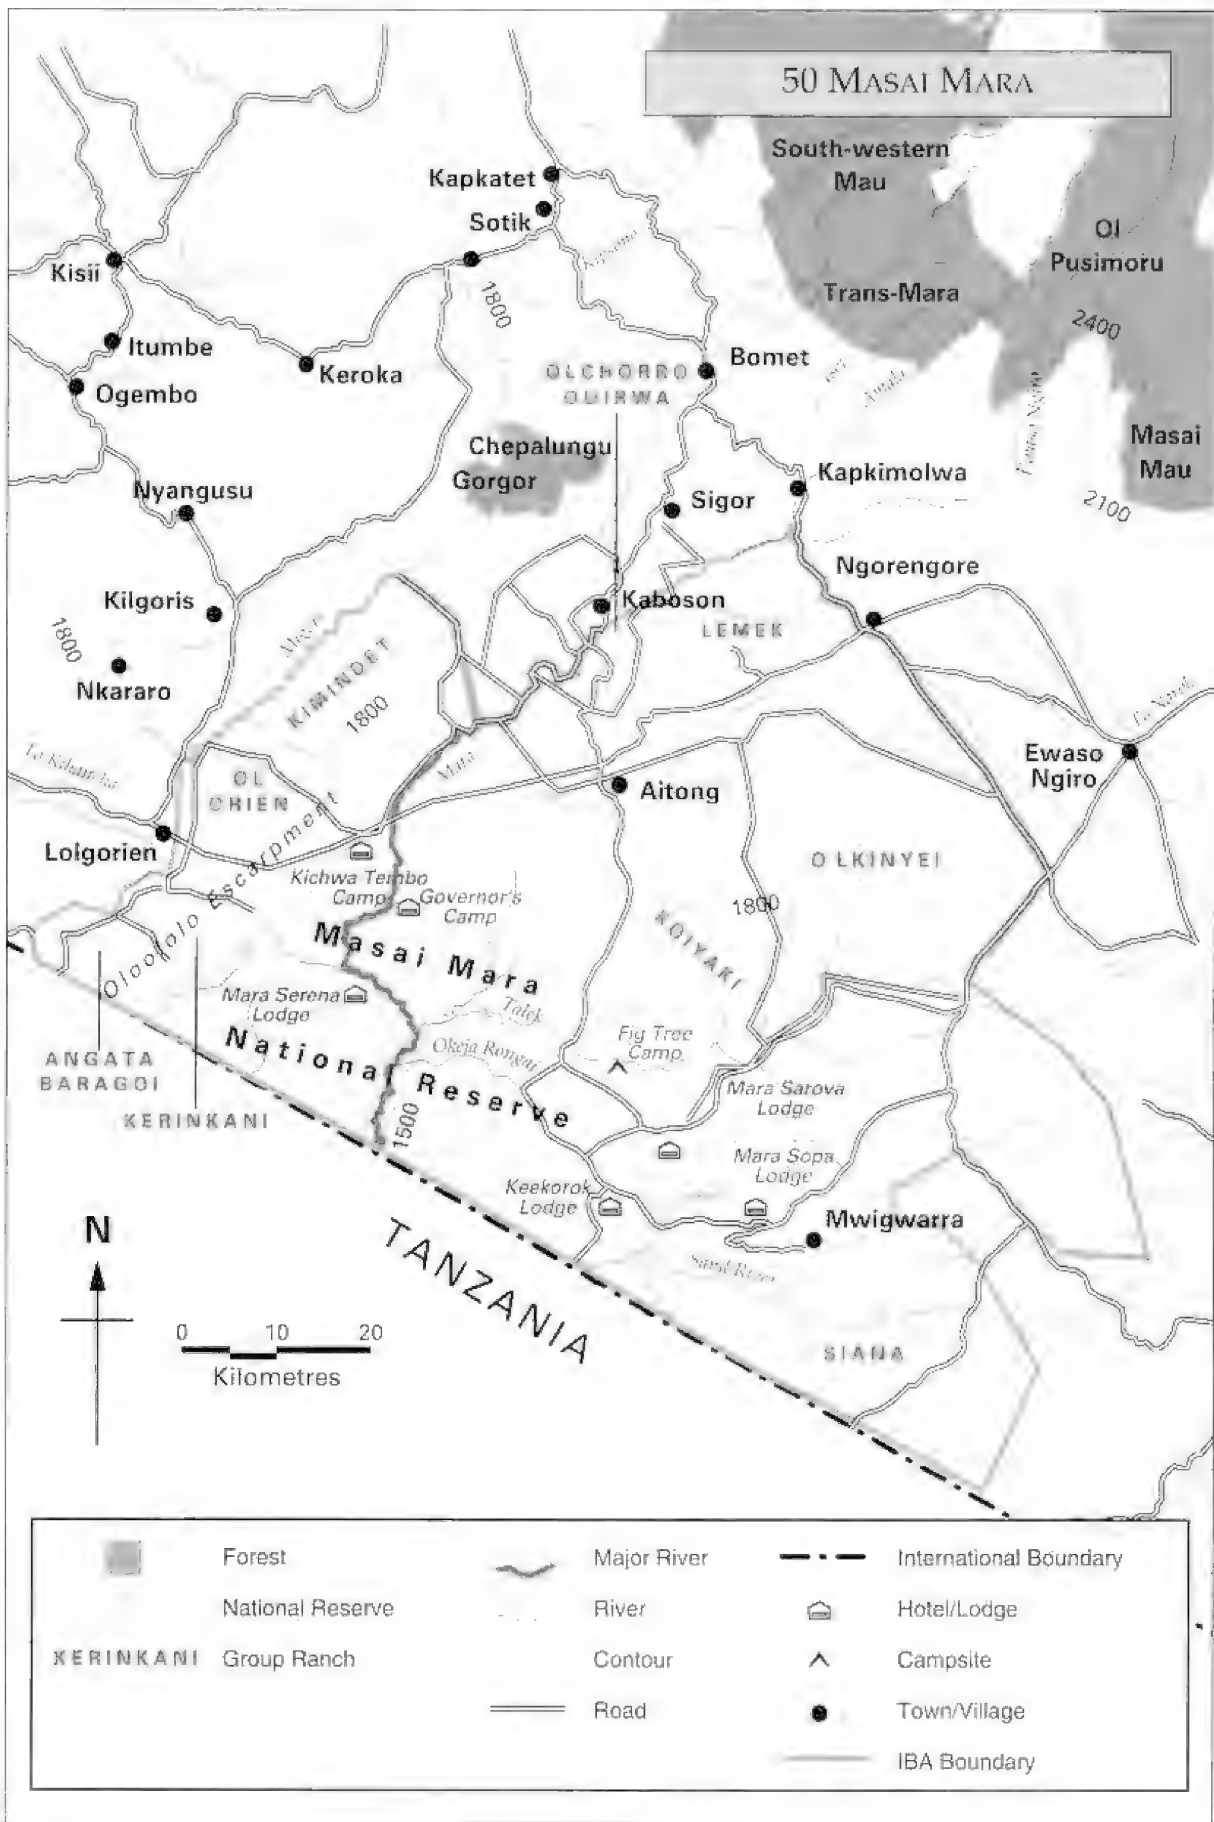 50 MASAI MARA
South-western
Mau
Kapkatet
Sotik
Ol
Pusimoru
Kisii
Trans-Mara
1800
2400
Itumbe
Keroka
Bomet
OLCHORRO
Ogembo
Amala
Chepalungu
Gorgor
Masai
Mau
Kapkimolwa
Nyangusu
Sigor
2100
Ngorengore
Kilgoris
Kaboson
1800
LEMEK
Nkararo
KIMINDET
1800
Mara
Ewaso
Ngiro
OL
ORIEN
Aitong
Lolgorien
Oloololo Escarpment
OLKINYEI
Kichwa Tembo
Camp
Governor's
Camp
1800
KOIYAKI
Masai Mara
Mara Serena
Lodge
Talek
Fig Tree
Camp
National Reserve
ANGATA
BARAGOI
Mara Sarova
Lodge
KERINKANI
1500
Mara Sopa
Lodge
Keekorok
Lodge
Mwigwarra
N
TANZANIA
Sand River
0 10 20
Kilometres
SIANA
Forest
Major River
International Boundary
National Reserve
River
Hotel/Lodge
KERINKANI
Group Ranch
Contour
Campsite
Road
Town/Village
IBA Boundary